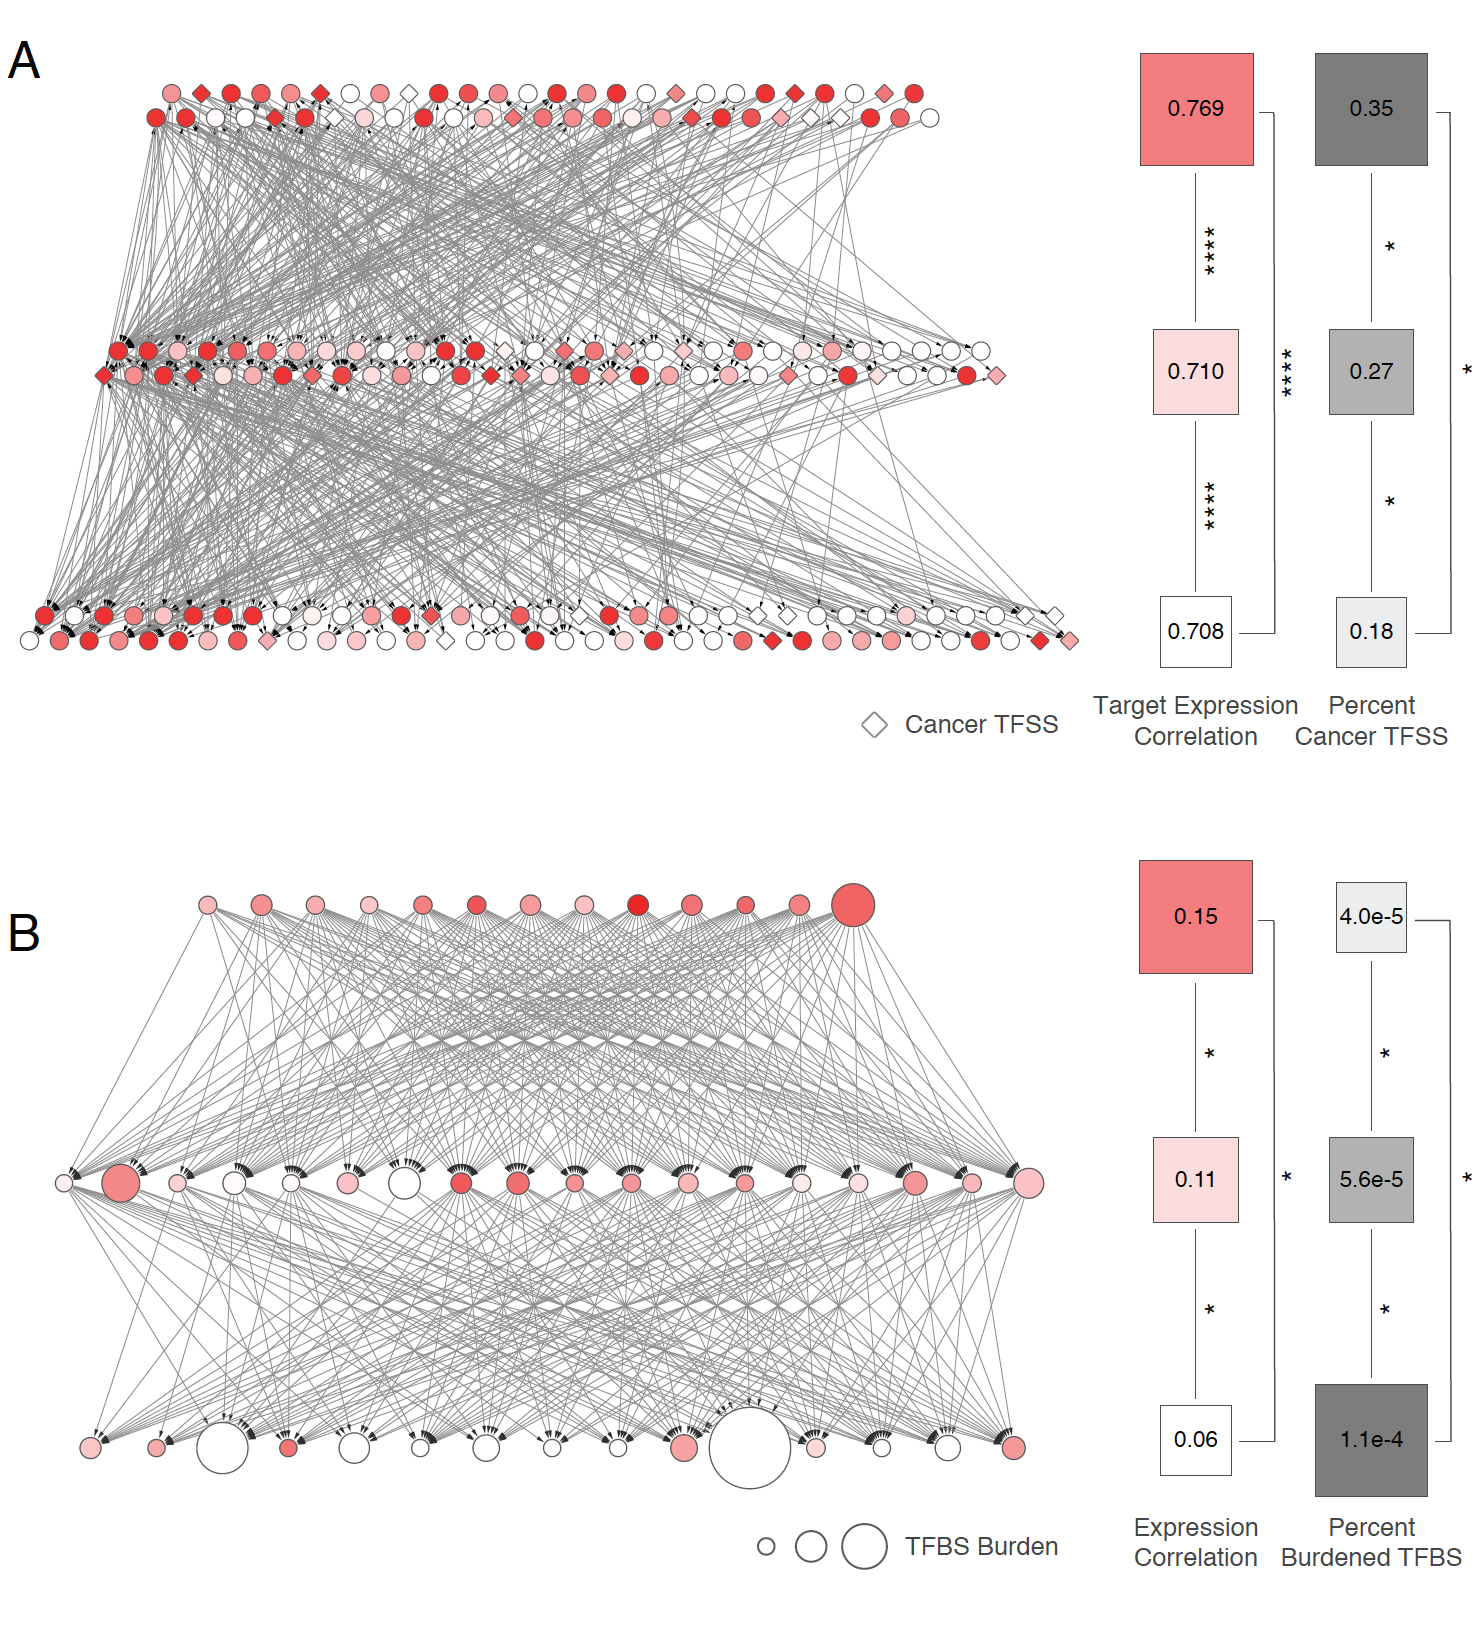 A
0.769
0.35
****
*
0.710
0.27
****
*
****
*
0.708
0.18
Cancer TFSS
Target Expression
Correlation
Percent
Cancer TFSS
B
0.15
4.0e-5
*
*
0.11
5.6e-5
*
*
*
*
0.06
1.1e-4
TFBS Burden
Expression
Correlation
Percent
Burdened TFBS